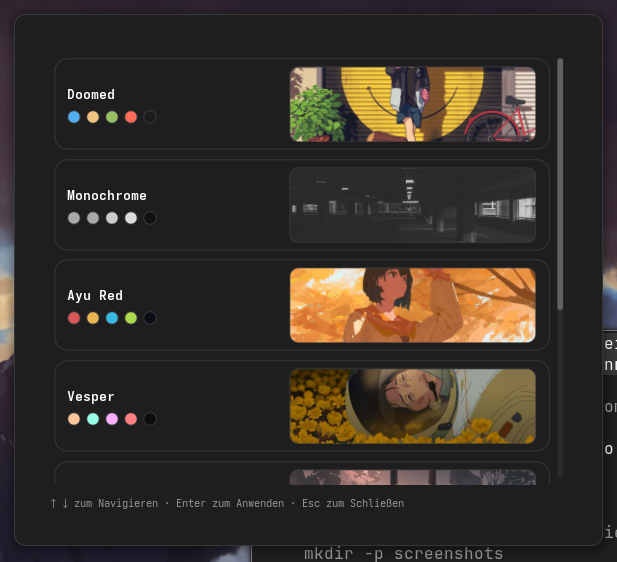 Doomed
Monochrome
Ayu Red
Vesper
↑ ↓ zum Navigieren · Enter zum Anwenden · Esc zum Schließen
mkdir -p screenshots